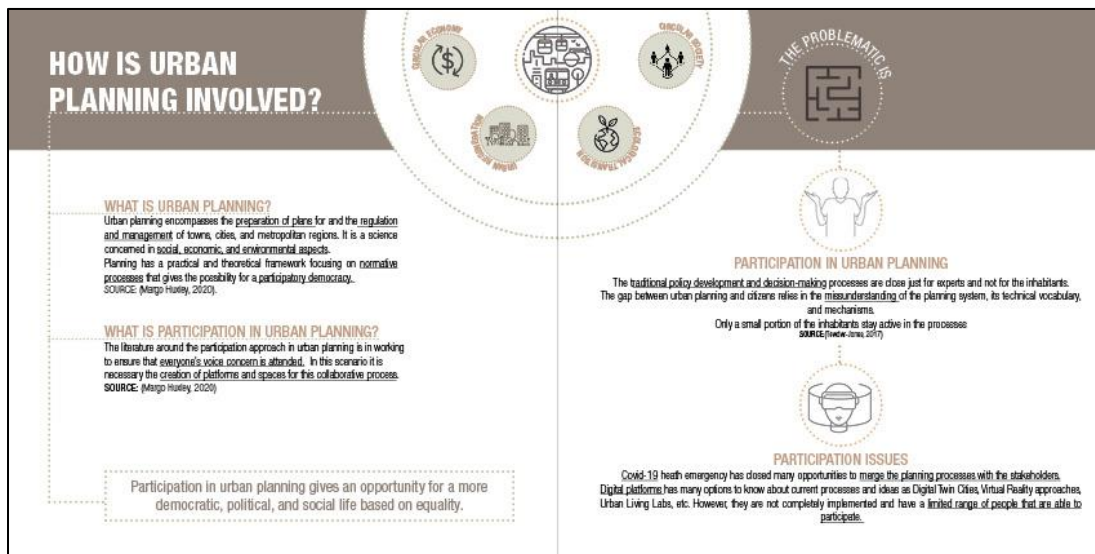 HOW IS URBAN
PLANNING INVOLVED?
CIRCULAR ECONOMY
CIRCULAR SOCIETY
URBAN REGENERATION
ECOLOGICAL TRANSITION
WHAT IS URBAN PLANNING?
Urban planning encompasses the preparation of plans for and the regulation
and management of towns, cities, and metropolitan regions. It is a science
concerned in social, economic, and environmental aspects.
Planning has a practical and theoretical framework focusing on normative
processes that gives the possibility for a participatory democracy.
SOURCE: (Margo Huxley, 2020).
WHAT IS PARTICIPATION IN URBAN PLANNING?
The literature around the participation approach in urban planning is in working
to ensure that everyone's voice concern is attended. In this scenario it is
necessary the creation of platforms and spaces for this collaborative process.
SOURCE: (Margo Huxley, 2020)
Participation in urban planning gives an opportunity for a more
democratic, political, and social life based on equality.
THE PROBLEMATIC IS
PARTICIPATION IN URBAN PLANNING
The traditional policy development and decision-making processes are close just for experts and not for the inhabitants.
The gap between urban planning and citizens relies in the missunderstanding of the planning system, its technical vocabulary,
and mechanisms.
Only a small portion of the inhabitants stay active in the processes
SOURCE:(Tewdwr-Jones, 2017)
PARTICIPATION ISSUES
Covid-19 heath emergency has closed many opportunities to merge the planning processes with the stakeholders.
Digital platforms has many options to know about current processes and ideas as Digital Twin Cities, Virtual Reality approaches,
Urban Living Labs, etc. However, they are not completely implemented and have a limited range of people that are able to
participate.